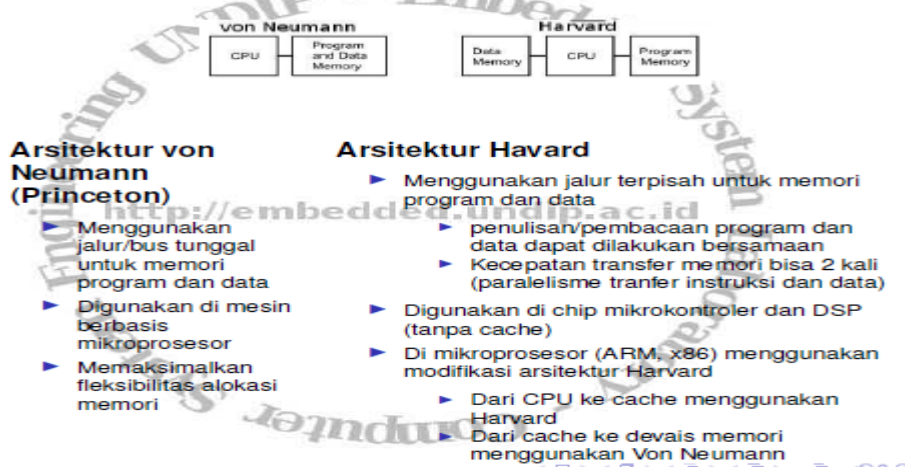 von Neumann
CPU
Program
and Data
Memory
Harvard
Data
Memory
CPU
Program
Memory
Arsitektur von
Neumann
(Princeton)
Menggunakan
jalur/bus tunggal
untuk memori
program dan data
Digunakan di mesin
berbasis
mikroprosesor
Memaksimalkan
fleksibilitas alokasi
memori
Arsitektur Havard
Menggunakan jalur terpisah untuk memori
program dan data
penulisan/pembacaan program dan
data dapat dilakukan bersamaan
Kecepatan transfer memori bisa 2 kali
(paralelisme tranfer instruksi dan data)
Digunakan di chip mikrokontroler dan DSP
(tanpa cache)
Di mikroprosesor (ARM, x86) menggunakan
modifikasi arsitektur Harvard
Dari CPU ke cache menggunakan
Harvard
Dari cache ke devais memori
menggunakan Von Neumann
http://embedded.undip.ac.id
Engineering UNDIP
System Laboratory
Computer